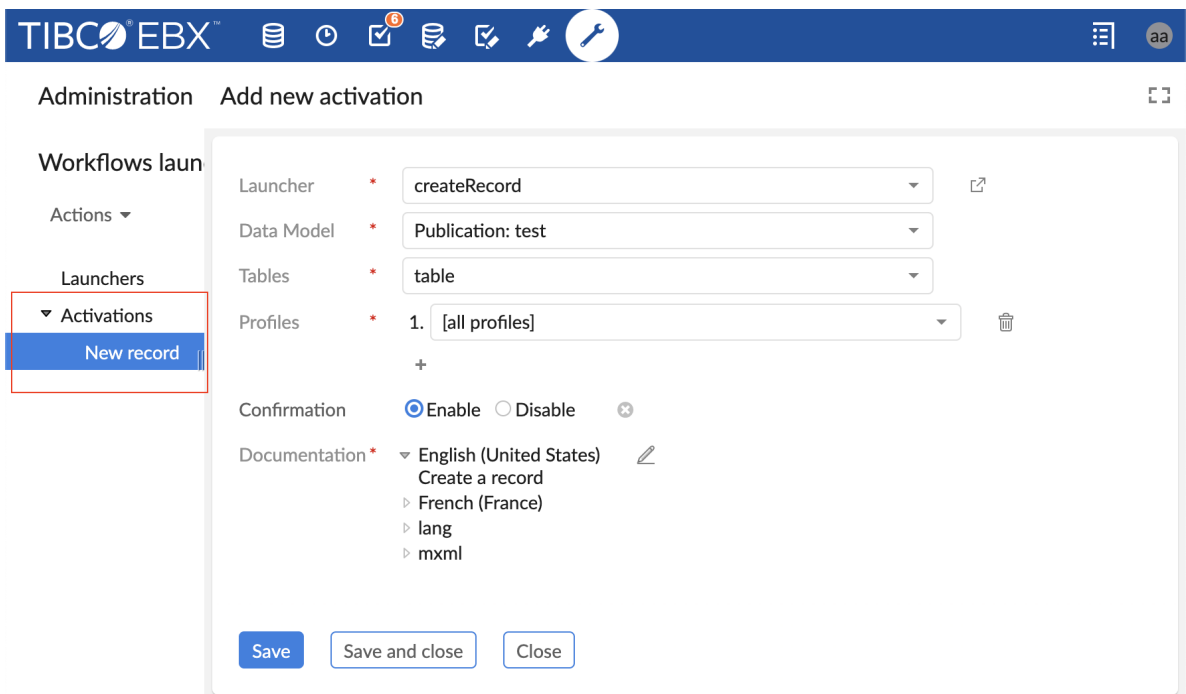 TIBCO® EBX™
6
aa
Administration
Add new activation
Workflows laun
Actions
Launchers
Activations
New record
Launcher * createRecord
Data Model * Publication: test
Tables * table
Profiles * 1. [all profiles]
+
Confirmation Enable Disable
Documentation * English (United States)
Create a record
French (France)
lang
mxml
Save Save and close Close